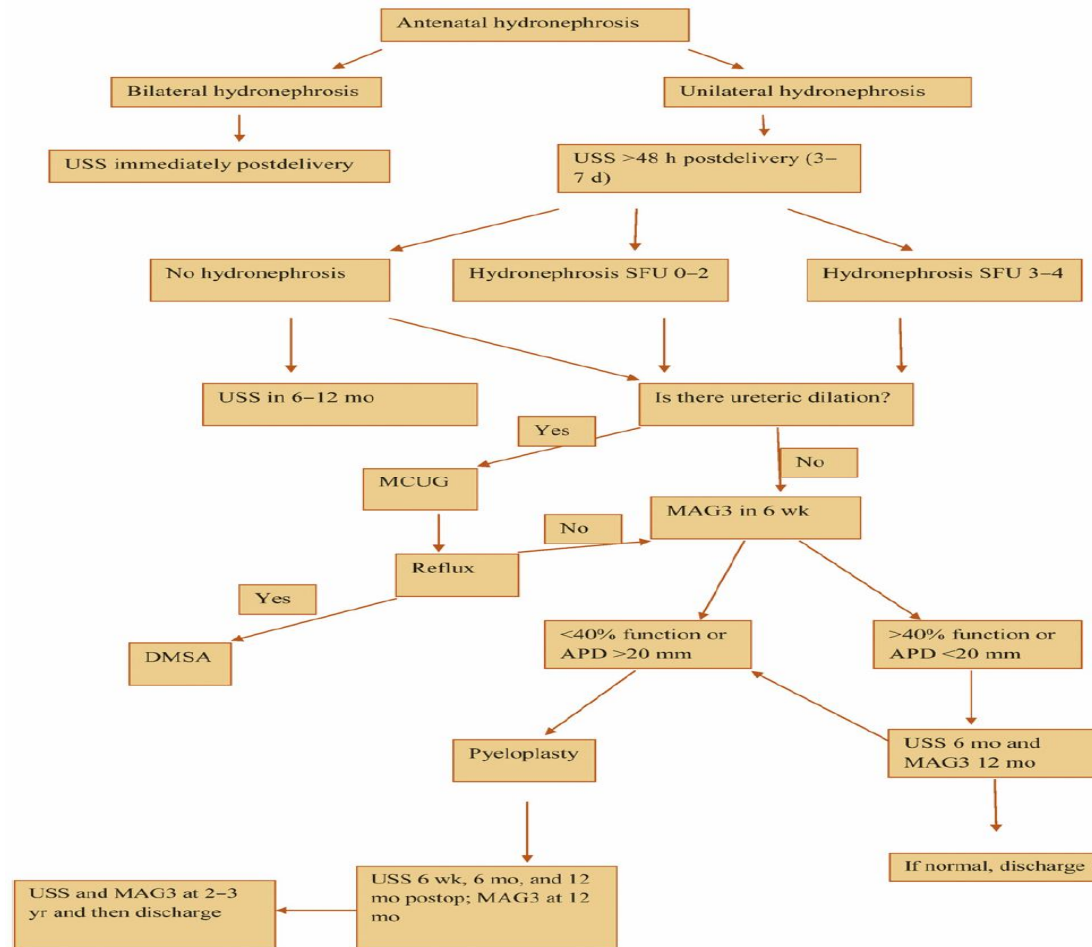 Antenatal hydronephrosis
Bilateral hydronephrosis
Unilateral hydronephrosis
USS immediately postdelivery
USS >48 h postdelivery (3–
7 d)
No hydronephrosis
Hydronephrosis SFU 0–2
Hydronephrosis SFU 3–4
USS in 6–12 mo
Is there ureteric dilation?
Yes
No
MCUG
MAG3 in 6 wk
No
Reflux
Yes
DMSA
<40% function or
APD >20 mm
>40% function or
APD <20 mm
Pyeloplasty
USS 6 mo and
MAG3 12 mo
If normal, discharge
USS 6 wk, 6 mo, and 12
mo postop; MAG3 at 12
mo
USS and MAG3 at 2–3
yr and then discharge